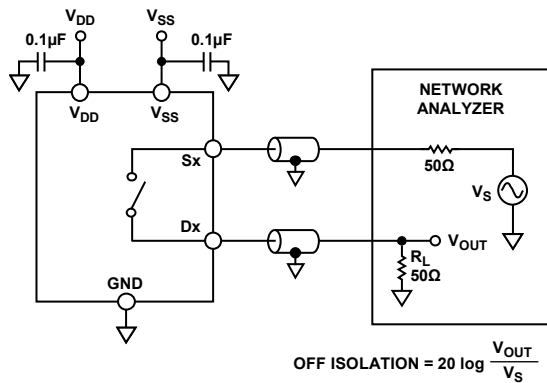 VDD
VSS
0.1µF
0.1µF
VDD
VSS
NETWORK
ANALYZER
Sx
50Ω
VS
Dx
VOUT
RL
50Ω
GND
OFF ISOLATION = 20 log VOUT / VS